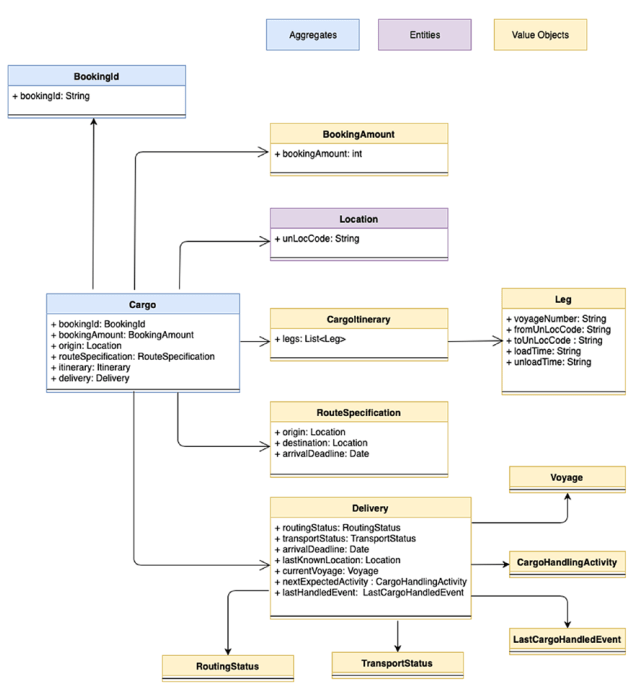 Aggregates
Entities
Value Objects
BookingId
+ bookingId: String
BookingAmount
+ bookingAmount: int
Location
+ unLocCode: String
Cargo
+ bookingId: BookingId
+ bookingAmount: BookingAmount
+ origin: Location
+ routeSpecification: RouteSpecification
+ itinerary: Itinerary
+ delivery: Delivery
CargoItinerary
+ legs: List<Leg>
Leg
+ voyageNumber: String
+ fromUnLocCode: String
+ toUnLocCode : String
+ loadTime: String
+ unloadTime: String
RouteSpecification
+ origin: Location
+ destination: Location
+ arrivalDeadline: Date
Delivery
+ routingStatus: RoutingStatus
+ transportStatus: TransportStatus
+ arrivalDeadline: Date
+ lastKnownLocation: Location
+ currentVoyage: Voyage
+ nextExpectedActivity : CargoHandlingActivity
+ lastHandledEvent: LastCargoHandledEvent
Voyage
CargoHandlingActivity
LastCargoHandledEvent
RoutingStatus
TransportStatus